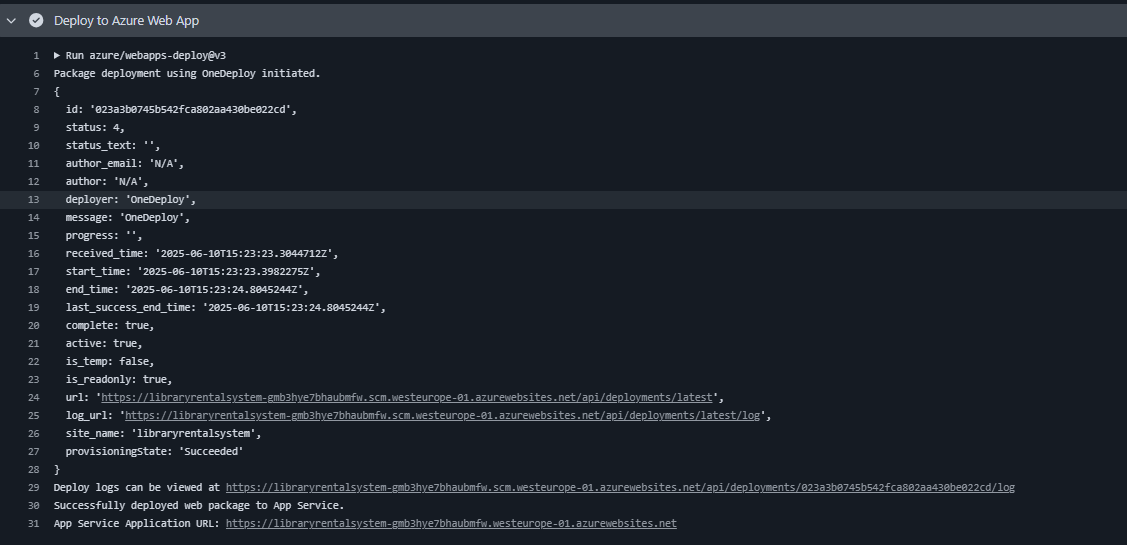 Deploy to Azure Web App
1 ▶ Run azure/webapps-deploy@v3
6 Package deployment using OneDeploy initiated.
7 {
8 id: '023a3b0745b542fca802aa430be022cd',
9 status: 4,
10 status_text: '',
11 author_email: 'N/A',
12 author: 'N/A',
13 deployer: 'OneDeploy',
14 message: 'OneDeploy',
15 progress: '',
16 received_time: '2025-06-10T15:23:23.3044712Z',
17 start_time: '2025-06-10T15:23:23.3982275Z',
18 end_time: '2025-06-10T15:23:24.8045244Z',
19 last_success_end_time: '2025-06-10T15:23:24.8045244Z',
20 complete: true,
21 active: true,
22 is_temp: false,
23 is_readonly: true,
24 url: 'https://libraryrentalsystem-gmb3hye7bhaubmfw.scm.westeurope-01.azurewebsites.net/api/deployments/latest',
25 log_url: 'https://libraryrentalsystem-gmb3hye7bhaubmfw.scm.westeurope-01.azurewebsites.net/api/deployments/latest/log',
26 site_name: 'libraryrentalsystem',
27 provisioningState: 'Succeeded'
28 }
29 Deploy logs can be viewed at https://libraryrentalsystem-gmb3hye7bhaubmfw.scm.westeurope-01.azurewebsites.net/api/deployments/023a3b0745b542fca802aa430be022cd/log
30 Successfully deployed web package to App Service.
31 App Service Application URL: https://libraryrentalsystem-gmb3hye7bhaubmfw.westeurope-01.azurewebsites.net